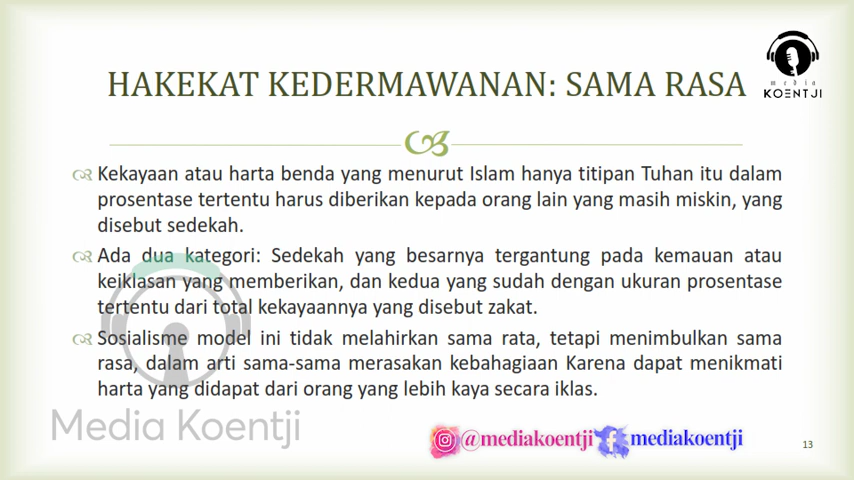 media
KOENTJI
HAKEKAT KEDERMAWANAN: SAMA RASA
Kekayaan atau harta benda yang menurut Islam hanya titipan Tuhan itu dalam
prosentase tertentu harus diberikan kepada orang lain yang masih miskin, yang
disebut sedekah.
Ada dua kategori: Sedekah yang besarnya tergantung pada kemauan atau
keiklasan yang memberikan, dan kedua yang sudah dengan ukuran prosentase
tertentu dari total kekayaannya yang disebut zakat.
Sosialisme model ini tidak melahirkan sama rata, tetapi menimbulkan sama
rasa, dalam arti sama-sama merasakan kebahagiaan Karena dapat menikmati
harta yang didapat dari orang yang lebih kaya secara iklas.
Media Koentji
@mediakoentji mediakoentji
13